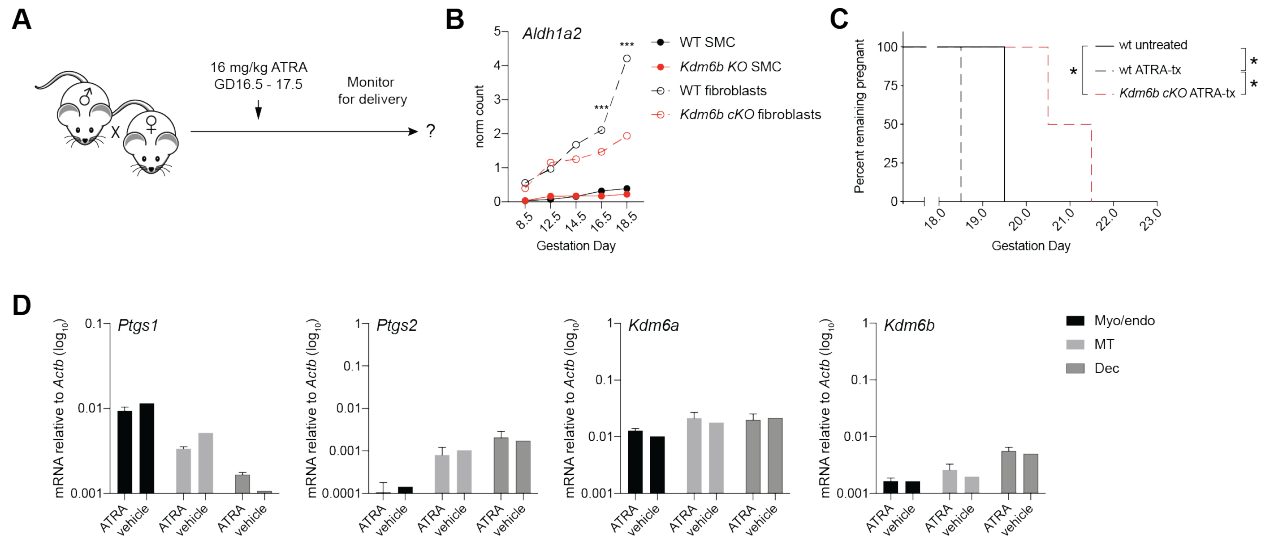 A
16 mg/kg ATRA
GD16.5 - 17.5
Monitor
for delivery
♂
X
♀
?
B
Aldh1a2
norm count
5
4
3
2
1
0
***
***
8.5
12.5
14.5
16.5
18.5
Gestation Day
WT SMC
Kdm6b KO SMC
WT fibroblasts
Kdm6b cKO fibroblasts
C
Percent remaining pregnant
100
75
50
25
0
18.0
19.0
20.0
21.0
22.0
23.0
Gestation Day
wt untreated
wt ATRA-tx
Kdm6b cKO ATRA-tx
*
*
*
D
Ptgs1
mRNA relative to Actb (log10)
0.1
0.01
0.001
ATRA
vehicle
ATRA
vehicle
ATRA
vehicle
Ptgs2
mRNA relative to Actb (log10)
1
0.1
0.01
0.001
0.0001
ATRA
vehicle
ATRA
vehicle
ATRA
vehicle
Kdm6a
mRNA relative to Actb (log10)
1
0.1
0.01
0.001
ATRA
vehicle
ATRA
vehicle
ATRA
vehicle
Kdm6b
mRNA relative to Actb (log10)
1
0.1
0.01
0.001
ATRA
vehicle
ATRA
vehicle
ATRA
vehicle
Myo/endo
MT
Dec